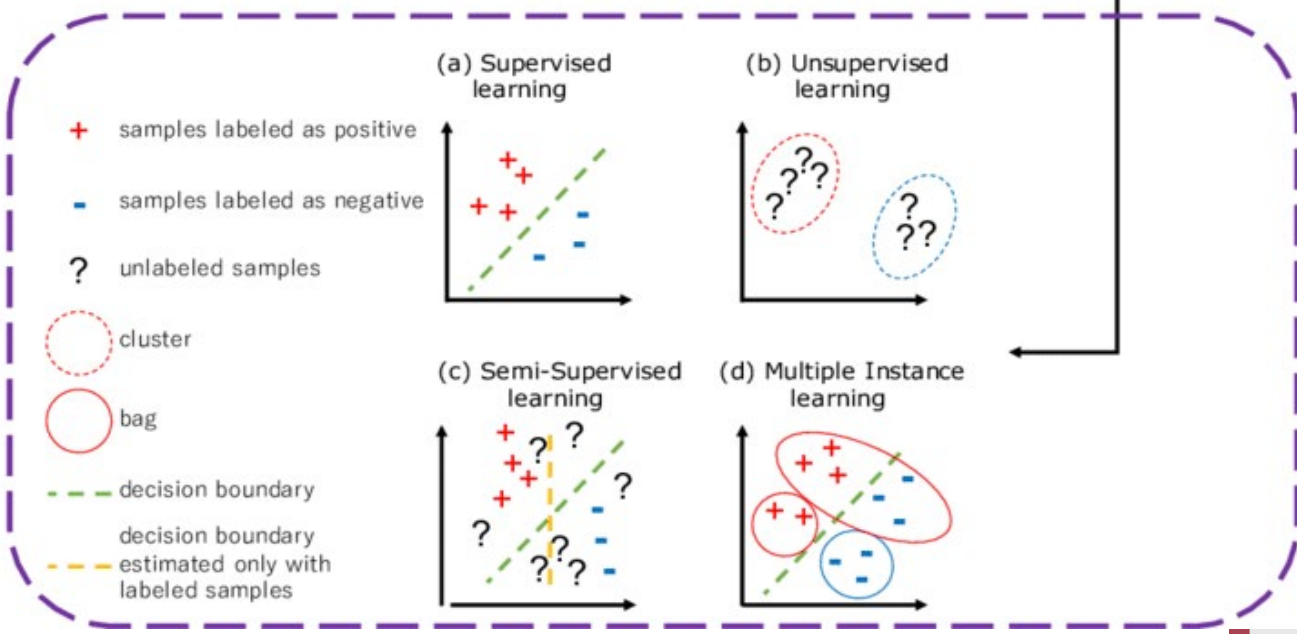 (a) Supervised
learning
(b) Unsupervised
learning
+ samples labeled as positive
- samples labeled as negative
? unlabeled samples
cluster
bag
decision boundary
decision boundary
estimated only with
labeled samples
+
+
+ +
-
-
-
?
? ?
?
?
? ?
(c) Semi-Supervised
learning
(d) Multiple Instance
learning
+ ? ?
+
+ ?
+ -
? ? -
? ? -
+
+
+ -
-
+ + -
-
-
-